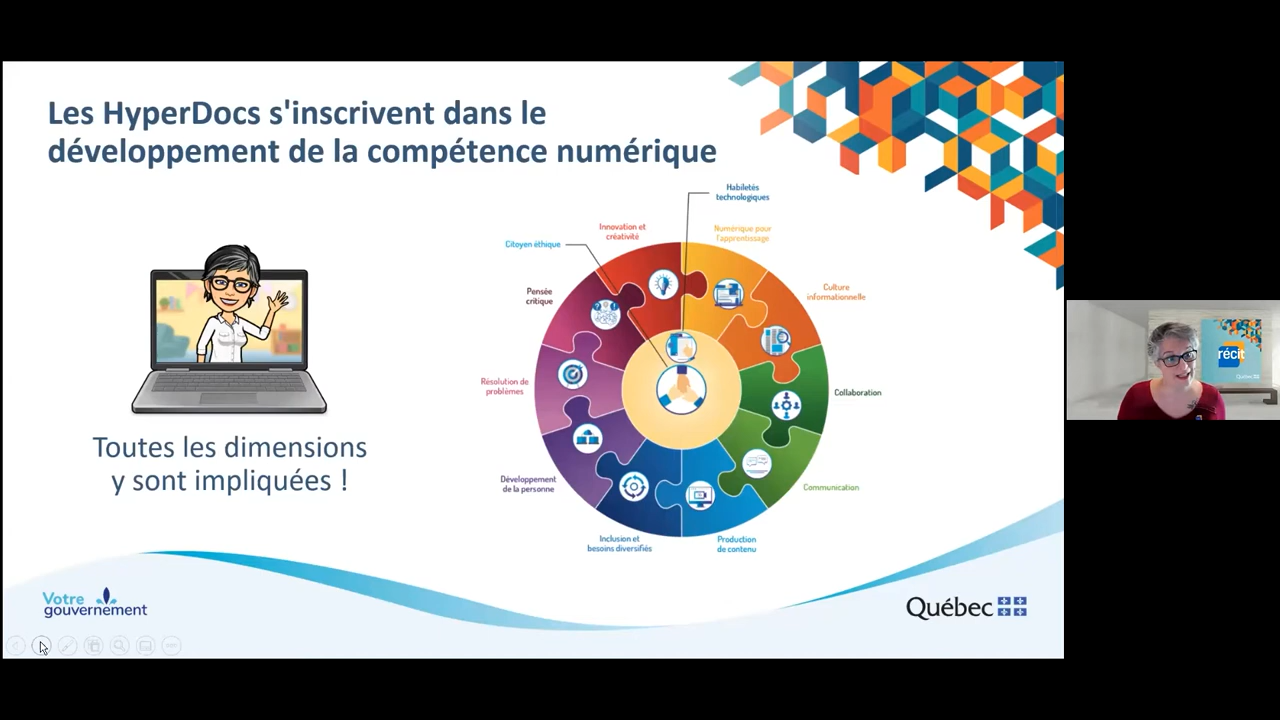 Les HyperDocs s'inscrivent dans le
développement de la compétence numérique
Habiletés
technologiques
Innovation et
créativité
Numérique pour
l'apprentissage
Citoyen éthique
Pensée
critique
Culture
informationnelle
Résolution de
problèmes
Collaboration
Développement
de la personne
Communication
Inclusion et
besoins diversifiés
Production
de contenu
Toutes les dimensions
y sont impliquées !
Votre
gouvernement
Québec
récit
Québec